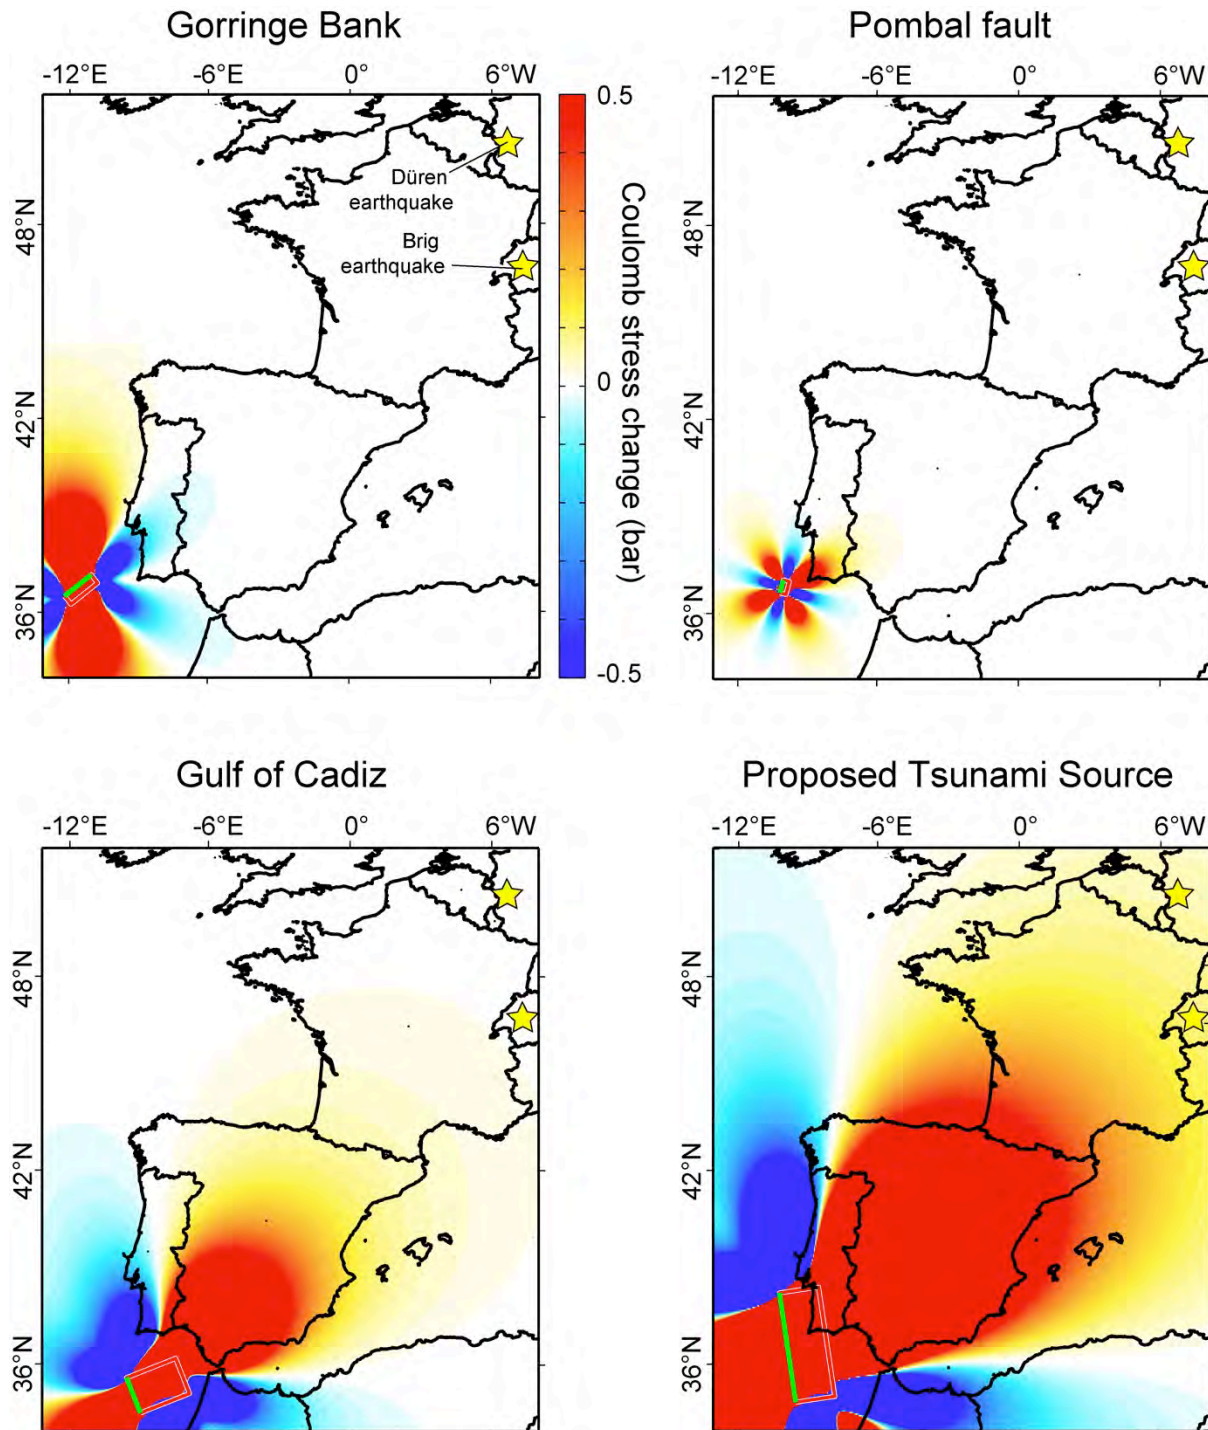 Gorringe Bank
-12°E -6°E 0° 6°W
48°N
42°N
36°N
Düren
earthquake
Brig
earthquake
0.5
0
-0.5
Coulomb stress change (bar)
Pombal fault
-12°E -6°E 0° 6°W
48°N
42°N
36°N
Gulf of Cadiz
-12°E -6°E 0° 6°W
48°N
42°N
36°N
Proposed Tsunami Source
-12°E -6°E 0° 6°W
48°N
42°N
36°N